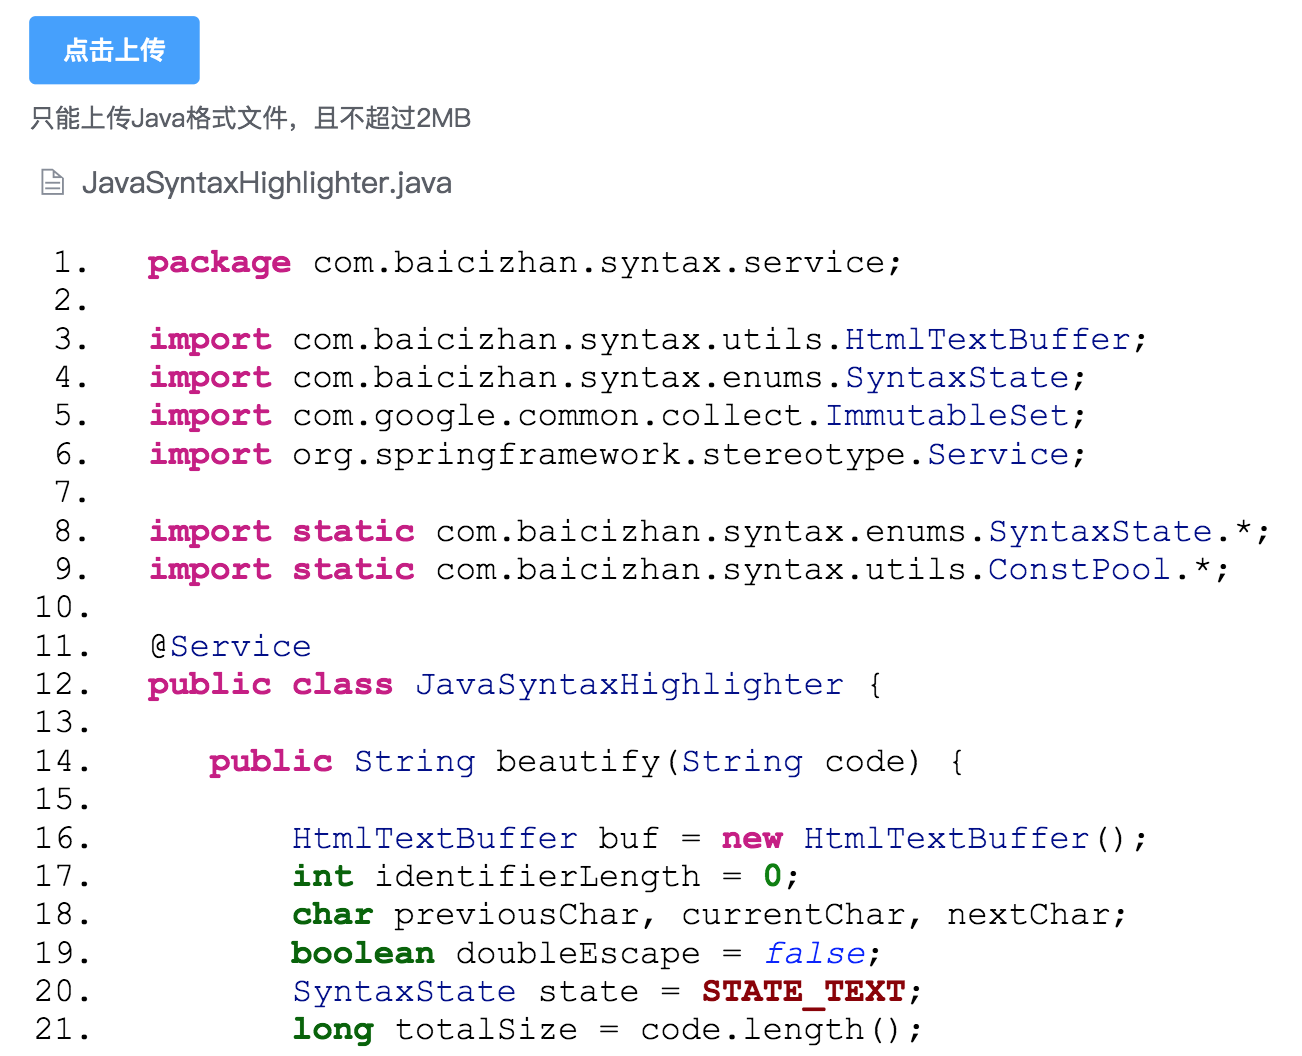 点击上传
只能上传Java格式文件，且不超过2MB
JavaSyntaxHighlighter.java
1. package com.baicizhan.syntax.service;
2.
3. import com.baicizhan.syntax.utils.HtmlTextBuffer;
4. import com.baicizhan.syntax.enums.SyntaxState;
5. import com.google.common.collect.ImmutableSet;
6. import org.springframework.stereotype.Service;
7.
8. import static com.baicizhan.syntax.enums.SyntaxState.*;
9. import static com.baicizhan.syntax.utils.ConstPool.*;
10.
11. @Service
12. public class JavaSyntaxHighlighter {
13.
14. public String beautify(String code) {
15.
16. HtmlTextBuffer buf = new HtmlTextBuffer();
17. int identifierLength = 0;
18. char previousChar, currentChar, nextChar;
19. boolean doubleEscape = false;
20. SyntaxState state = STATE_TEXT;
21. long totalSize = code.length();